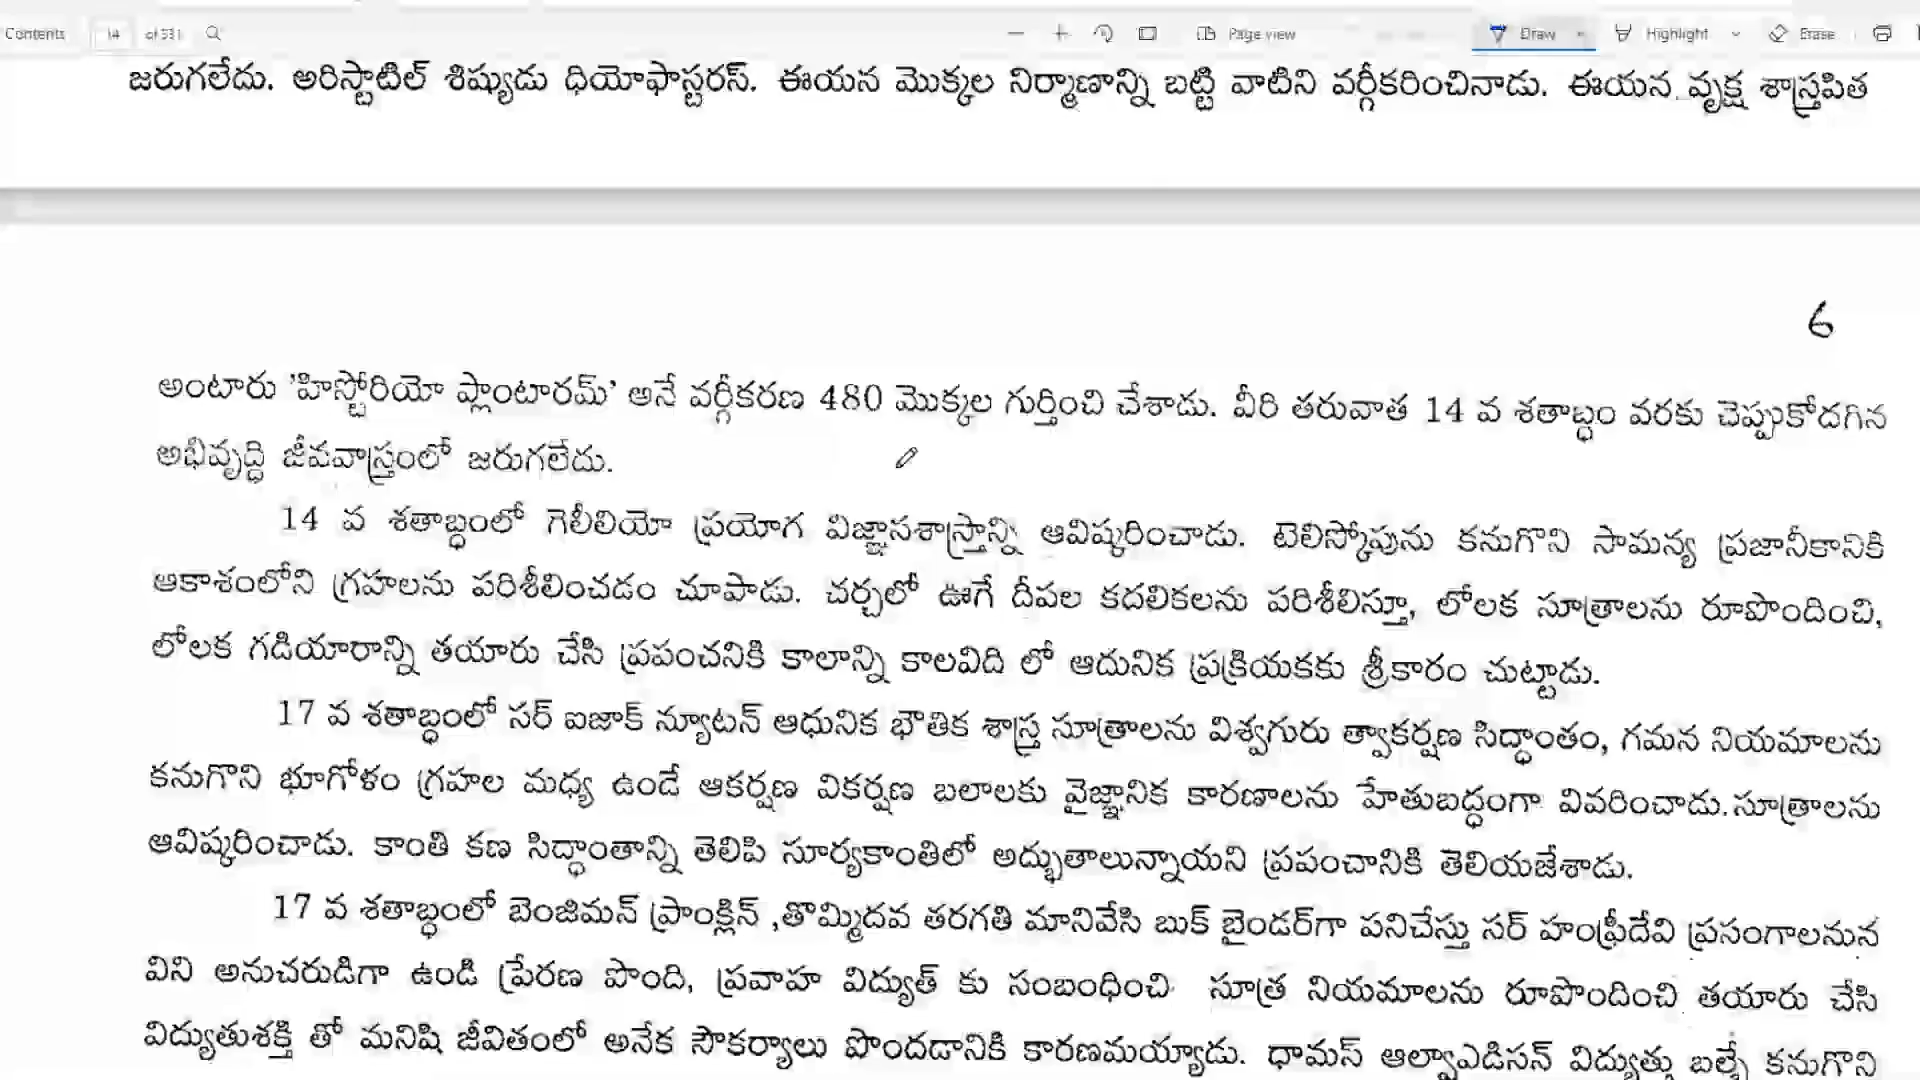 Contents 14 of 531 Page view Draw Highlight Erase
జరుగలేదు. అరిస్టాటిల్ శిష్యుడు ధియోఫాస్టరస్. ఈయన మొక్కల నిర్మాణాన్ని బట్టి వాటిని వర్గీకరించినాడు. ఈయన వృక్ష శాస్త్రపిత
6
అంటారు 'హిస్టోరియో ప్లాంటారమ్' అనే వర్గీకరణ 480 మొక్కల గుర్తించి చేశాడు. వీరి తరువాత 14 వ శతాబ్ధం వరకు చెప్పుకోదగిన
అభివృద్ధి జీవవాస్త్రంలో జరుగలేదు.
14 వ శతాబ్ధంలో గెలీలియో ప్రయోగ విజ్ఞాసశాస్త్రాన్ని ఆవిష్కరించాడు. టెలిస్కోపును కనుగొని సామన్య ప్రజానీకానికి
ఆకాశంలోని గ్రహలను పరిశీలించడం చూపాడు. చర్చలో ఊగే దీపల కదలికలను పరిశీలిస్తూ, లోలక సూత్రాలను రూపొందించి,
లోలక గడియారాన్ని తయారు చేసి ప్రపంచనికి కాలాన్ని కాలవిది లో ఆదునిక ప్రక్రియకకు శ్రీకారం చుట్టాడు.
17 వ శతాబ్ధంలో సర్ ఐజాక్ న్యూటన్ ఆధునిక భౌతిక శాస్త్ర సూత్రాలను విశ్వగురు త్వాకర్షణ సిద్ధాంతం, గమన నియమాలను
కనుగొని భూగోళం గ్రహల మధ్య ఉండే ఆకర్షణ వికర్షణ బలాలకు వైజ్ఞానిక కారణాలను హేతుబద్ధంగా వివరించాడు.సూత్రాలను
ఆవిష్కరించాడు. కాంతి కణ సిద్ధాంతాన్ని తెలిపి సూర్యకాంతిలో అద్భుతాలున్నాయని ప్రపంచానికి తెలియజేశాడు.
17 వ శతాబ్ధంలో బెంజిమన్ ప్రాంక్లిన్ ,తొమ్మిదవ తరగతి మానివేసి బుక్ బైండర్‌గా పనిచేస్తు సర్ హంఫ్రీదేవి ప్రసంగాలనున
విని అనుచరుడిగా ఉండి ప్రేరణ పొంది, ప్రవాహ విద్యుత్ కు సంబంధించి సూత్ర నియమాలను రూపొందించి తయారు చేసి
విద్యుతుశక్తి తో మనిషి జీవితంలో అనేక సౌకర్యాలు పొందడానికి కారణమయ్యాడు. ధామస్ ఆల్వాఎడిసన్ విద్యుత్తు బల్బే కనుగొని